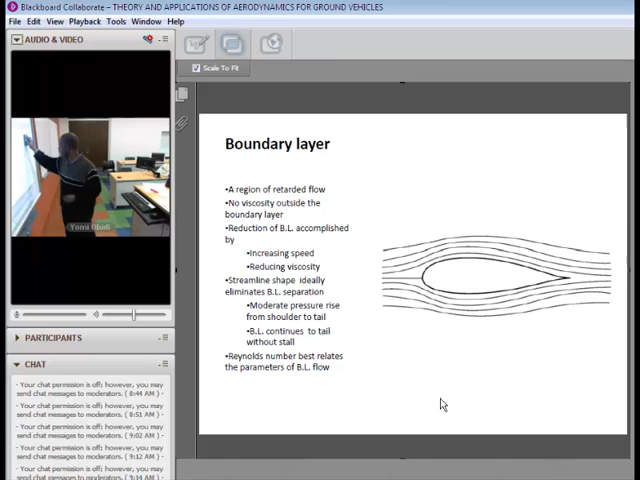 Blackboard Collaborate – THEORY AND APPLICATIONS OF AERODYNAMICS FOR GROUND VEHICLES
File Edit View Playback Tools Window Help
AUDIO & VIDEO
Scale To Fit
Yomi Obidi
PARTICIPANTS
CHAT
- Your chat permission is off; however, you may
send chat messages to moderators. ( 8:44 AM ) -
- Your chat permission is off; however, you may
send chat messages to moderators. ( 8:51 AM ) -
- Your chat permission is off; however, you may
send chat messages to moderators. ( 9:02 AM ) -
- Your chat permission is off; however, you may
send chat messages to moderators. ( 9:12 AM ) -
- Your chat permission is off; however, you may
send chat messages to moderators. ( 9:14 AM ) -
Boundary layer
•A region of retarded flow
•No viscosity outside the
boundary layer
•Reduction of B.L. accomplished
by
•Increasing speed
•Reducing viscosity
•Streamline shape ideally
eliminates B.L. separation
•Moderate pressure rise
from shoulder to tail
•B.L. continues to tail
without stall
•Reynolds number best relates
the parameters of B.L. flow